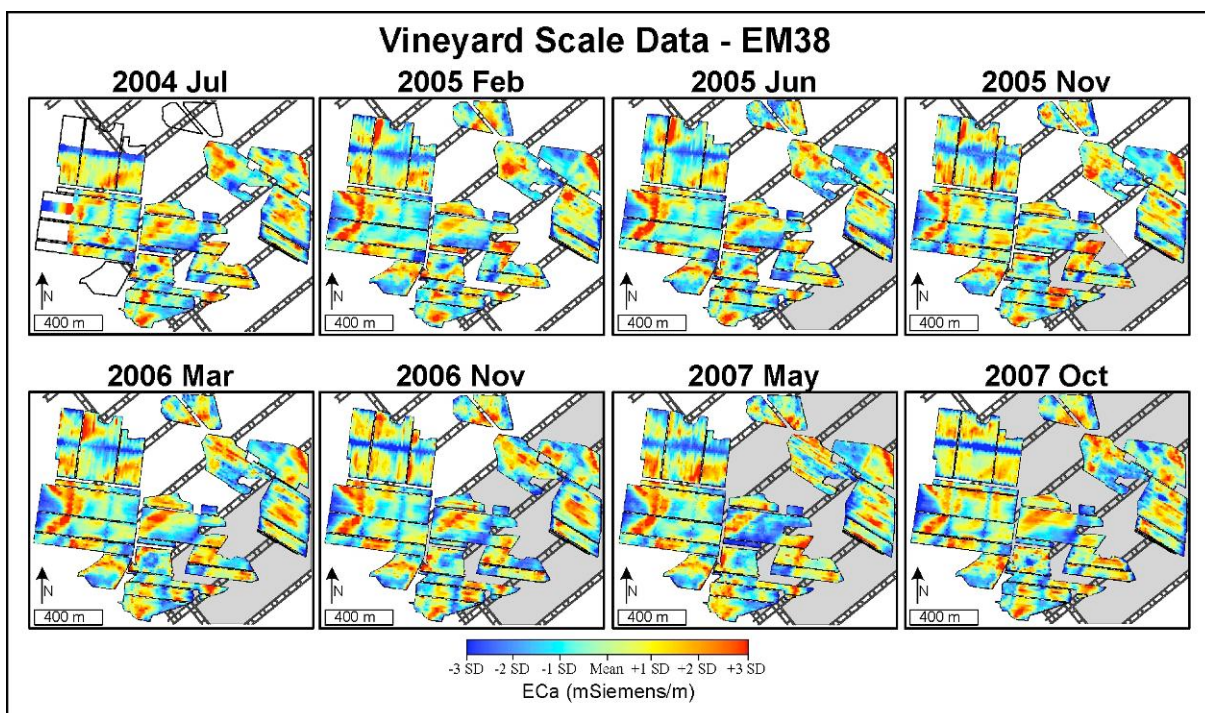 Vineyard Scale Data - EM38
2004 Jul
2005 Feb
2005 Jun
2005 Nov
N
400 m
N
400 m
N
400 m
N
400 m
2006 Mar
2006 Nov
2007 May
2007 Oct
N
400 m
N
400 m
N
400 m
N
400 m
-3 SD -2 SD -1 SD Mean +1 SD +2 SD +3 SD
ECa (mSiemens/m)